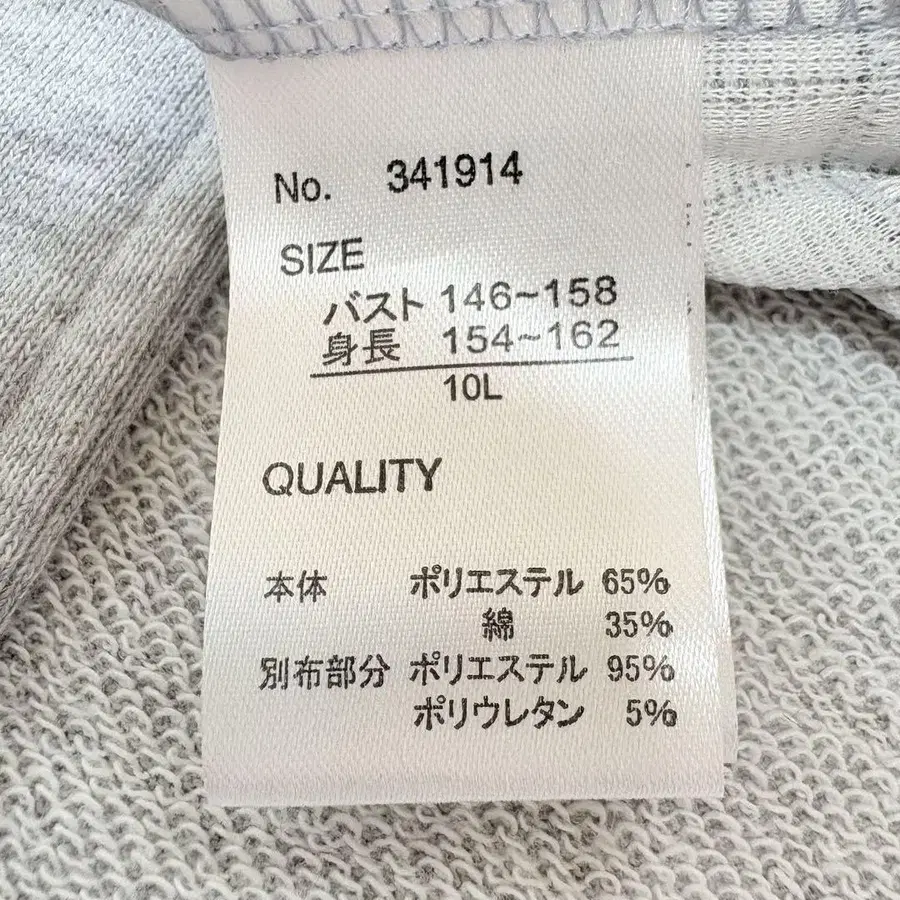 No. 341914
SIZE
バスト 146~158
身長 154~162
10L
QUALITY
本体 ポリエステル 65%
綿 35%
別布部分 ポリエステル 95%
ポリウレタン 5%